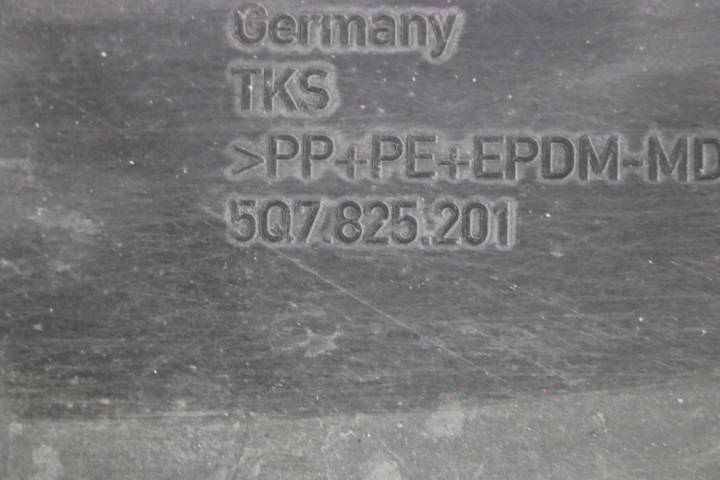 Germany
TKS
>PP+PE+EPDM-MD
5Q7.825.201